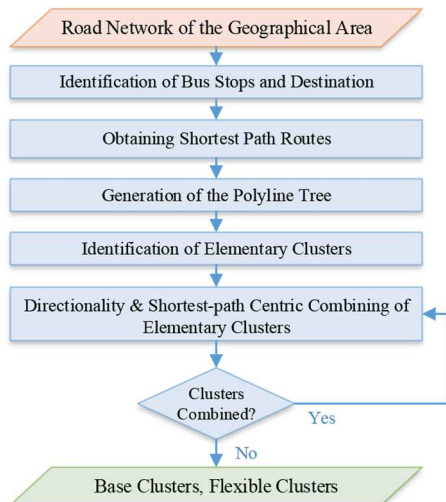 Road Network of the Geographical Area
Identification of Bus Stops and Destination
Obtaining Shortest Path Routes
Generation of the Polyline Tree
Identification of Elementary Clusters
Directionality & Shortest-path Centric Combining of
Elementary Clusters
Clusters
Combined?
Yes
No
Base Clusters, Flexible Clusters